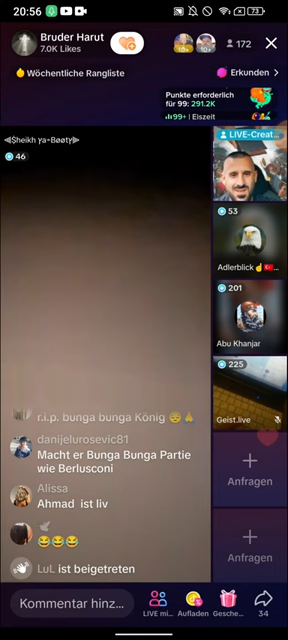 20:56
73
Bruder Harut
7.0K Likes
10+
10+
172
Wöchentliche Rangliste
Erkunden >
Punkte erforderlich
für 99: 291.2K
99+ | Eiszeit
LIVE-Creat...
46
53
Adlerblick
201
Abu Khanjar
225
Geist.live
r.i.p. bunga bunga König 😔🙏
danijelurosevic81
Macht er Bunga Bunga Partie
wie Berlusconi
Alissa
Ahmad ist liv
🕊
😂😂😂
LuL ist beigetreten
Anfragen
Anfragen
Kommentar hinz...
LIVE mi...
Aufladen
Gesche...
34